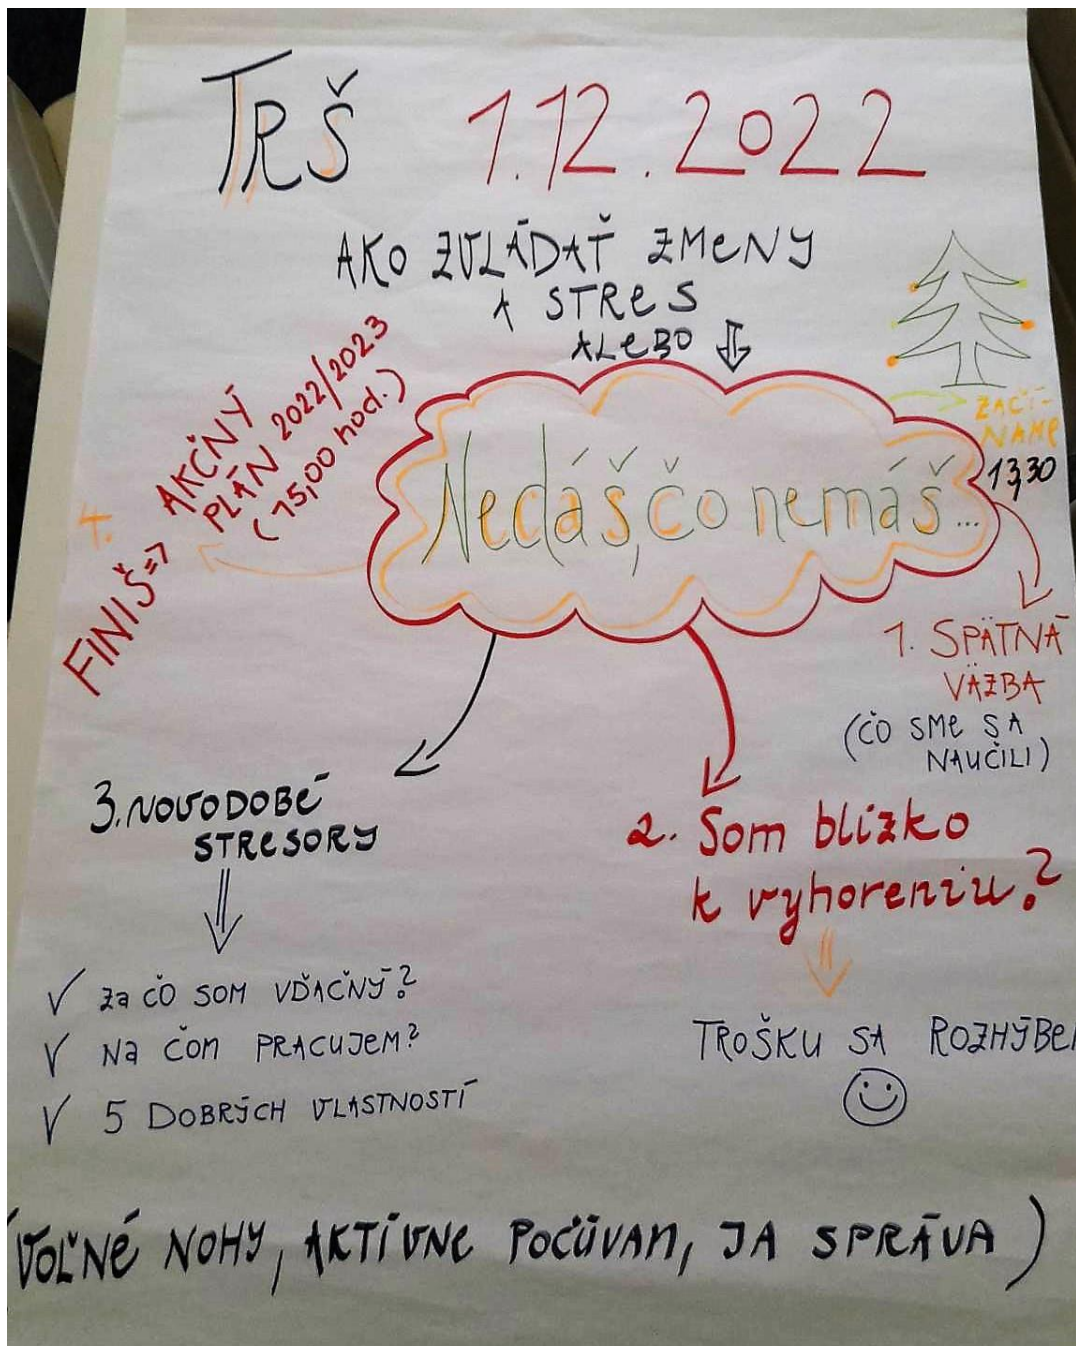 TRŠ 1.12.2022
AKO ZVLÁDAŤ ZMENY
A STRES
ALEBO
ZAČÍ-
NAME
13,30
Nedáš, čo nemáš...
1. SPÄTNÁ
VÄZBA
(ČO SME SA
NAUČILI)
2. Som blízko
k vyhoreniu?
TROŠKU SA ROZHÝBE
3. NOVODOBÉ
STRESORY
✓ Za ČO SOM VĎAČNÝ?
✓ Na ČOM PRACUJEM?
✓ 5 DOBRÝCH VLASTNOSTÍ
4.
FINIŠ => AKČNÝ
PLÁN 2022/2023
(15,00 hod.)
(VOĽNÉ NOHY, AKTÍVNE POČÚVAM, JA SPRÁVA)